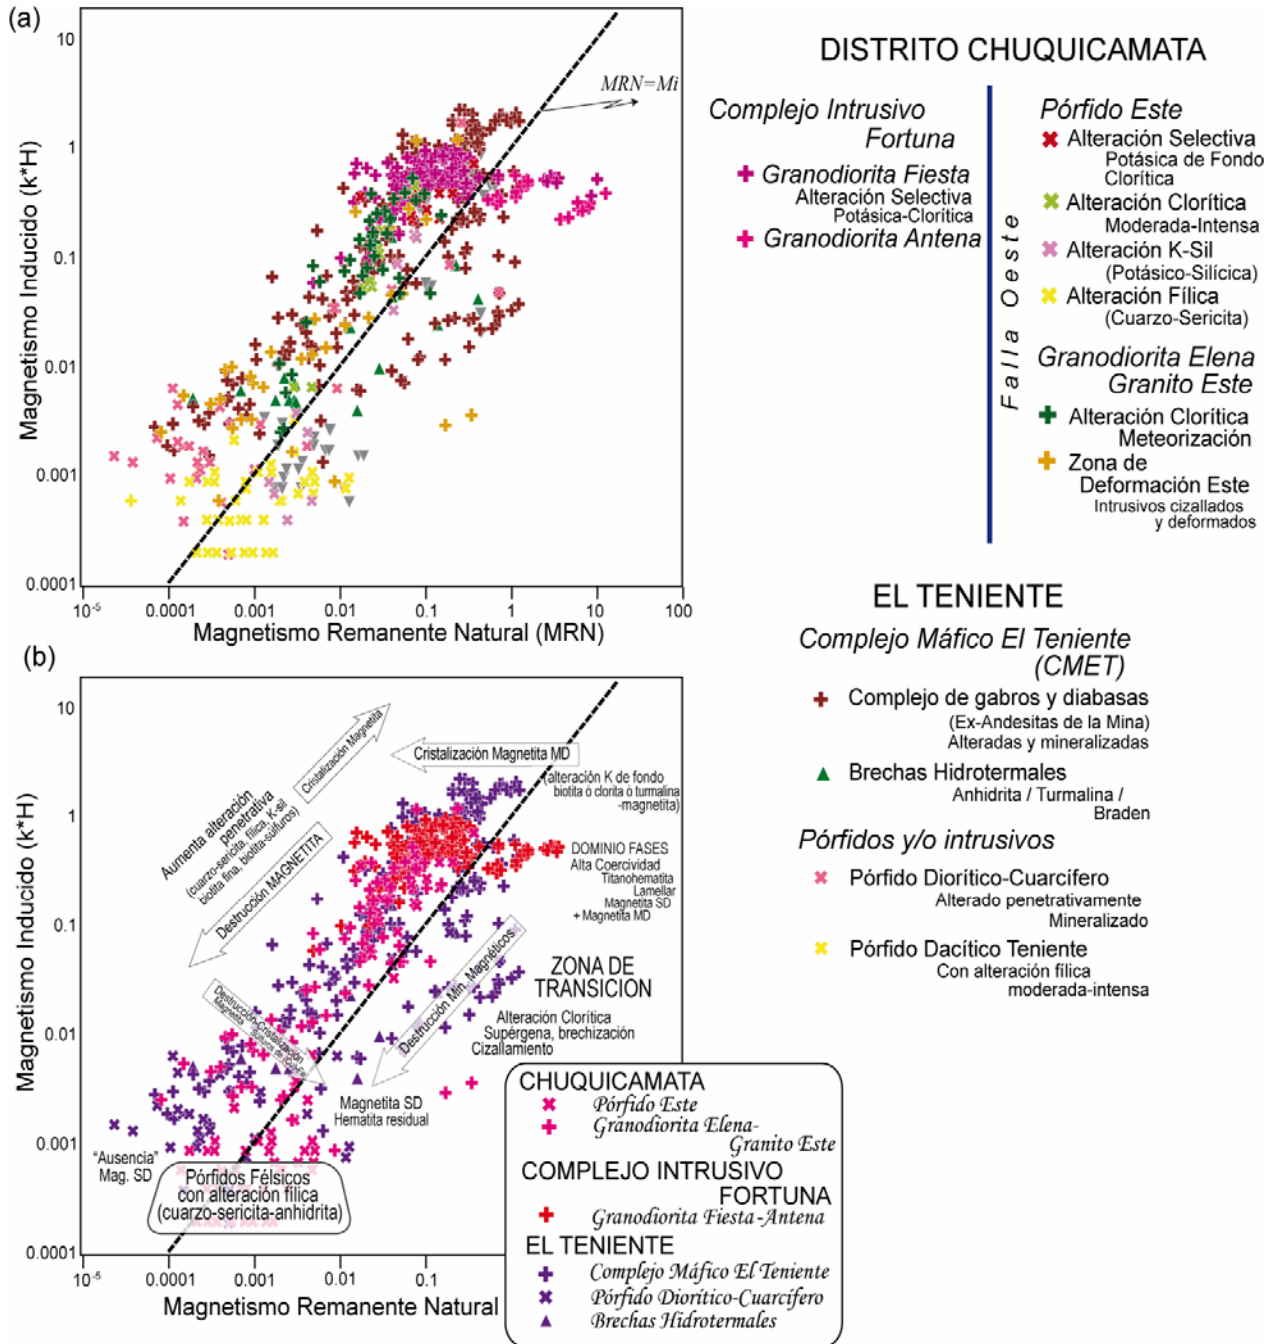 (a)
10
1
0.1
0.01
0.001
0.0001
Magnetismo Inducido (k*H)
MRN=Mi
10⁻⁵
0.0001
0.001
0.01
0.1
1
10
100
Magnetismo Remanente Natural (MRN)
DISTRITO CHUQUICAMATA
Complejo Intrusivo
Fortuna
Granodiorita Fiesta
Alteración Selectiva
Potásica-Clorítica
Granodiorita Antena
Falla Oeste
Pórfido Este
Alteración Selectiva
Potásica de Fondo
Clorítica
Alteración Clorítica
Moderada-Intensa
Alteración K-Sil
(Potásico-Silícica)
Alteración Fílica
(Cuarzo-Sericita)
Granodiorita Elena
Granito Este
Alteración Clorítica
Meteorización
Zona de
Deformación Este
Intrusivos cizallados
y deformados
EL TENIENTE
Complejo Máfico El Teniente
(CMET)
Complejo de gabros y diabasas
(Ex-Andesitas de la Mina)
Alteradas y mineralizadas
Brechas Hidrotermales
Anhidrita / Turmalina /
Braden
Pórfidos y/o intrusivos
Pórfido Diorítico-Cuarcífero
Alterado penetrativamente
Mineralizado
Pórfido Dacítico Teniente
Con alteración fílica
moderada-intensa
(b)
10
1
0.1
0.01
0.001
0.0001
Magnetismo Inducido (k*H)
Cristalización Magnetita
Cristalización Magnetita MD
(alteración K de fondo
biotita ó clorita ó turmalina
-magnetita)
Aumenta alteración
penetrativa
(cuarzo-sericita, fílica, K-sil
biotita fina, biotita-súlfuros)
Destrucción MAGNETITA
DOMINIO FASES
Alta Coercividad
Titanohematita
Lamellar
Magnetita SD
+ Magnetita MD
Destrucción Min. Magnéticos
ZONA DE
TRANSICION
Alteración Clorítica
Supérgena, brechización
Cizallamiento
Destrucción-Cristalización
Magnetita
Magnetita SD
Hematita residual
"Ausencia"
Mag. SD
Pórfidos Félsicos
con alteración fílica
(cuarzo-sericita-anhidrita)
10⁻⁵
0.0001
0.001
0.01
0.1
Magnetismo Remanente Natural
CHUQUICAMATA
Pórfido Este
Granodiorita Elena-
Granito Este
COMPLEJO INTRUSIVO
FORTUNA
Granodiorita Fiesta-Antena
EL TENIENTE
Complejo Máfico El Teniente
Pórfido Diorítico-Cuarcífero
Brechas Hidrotermales